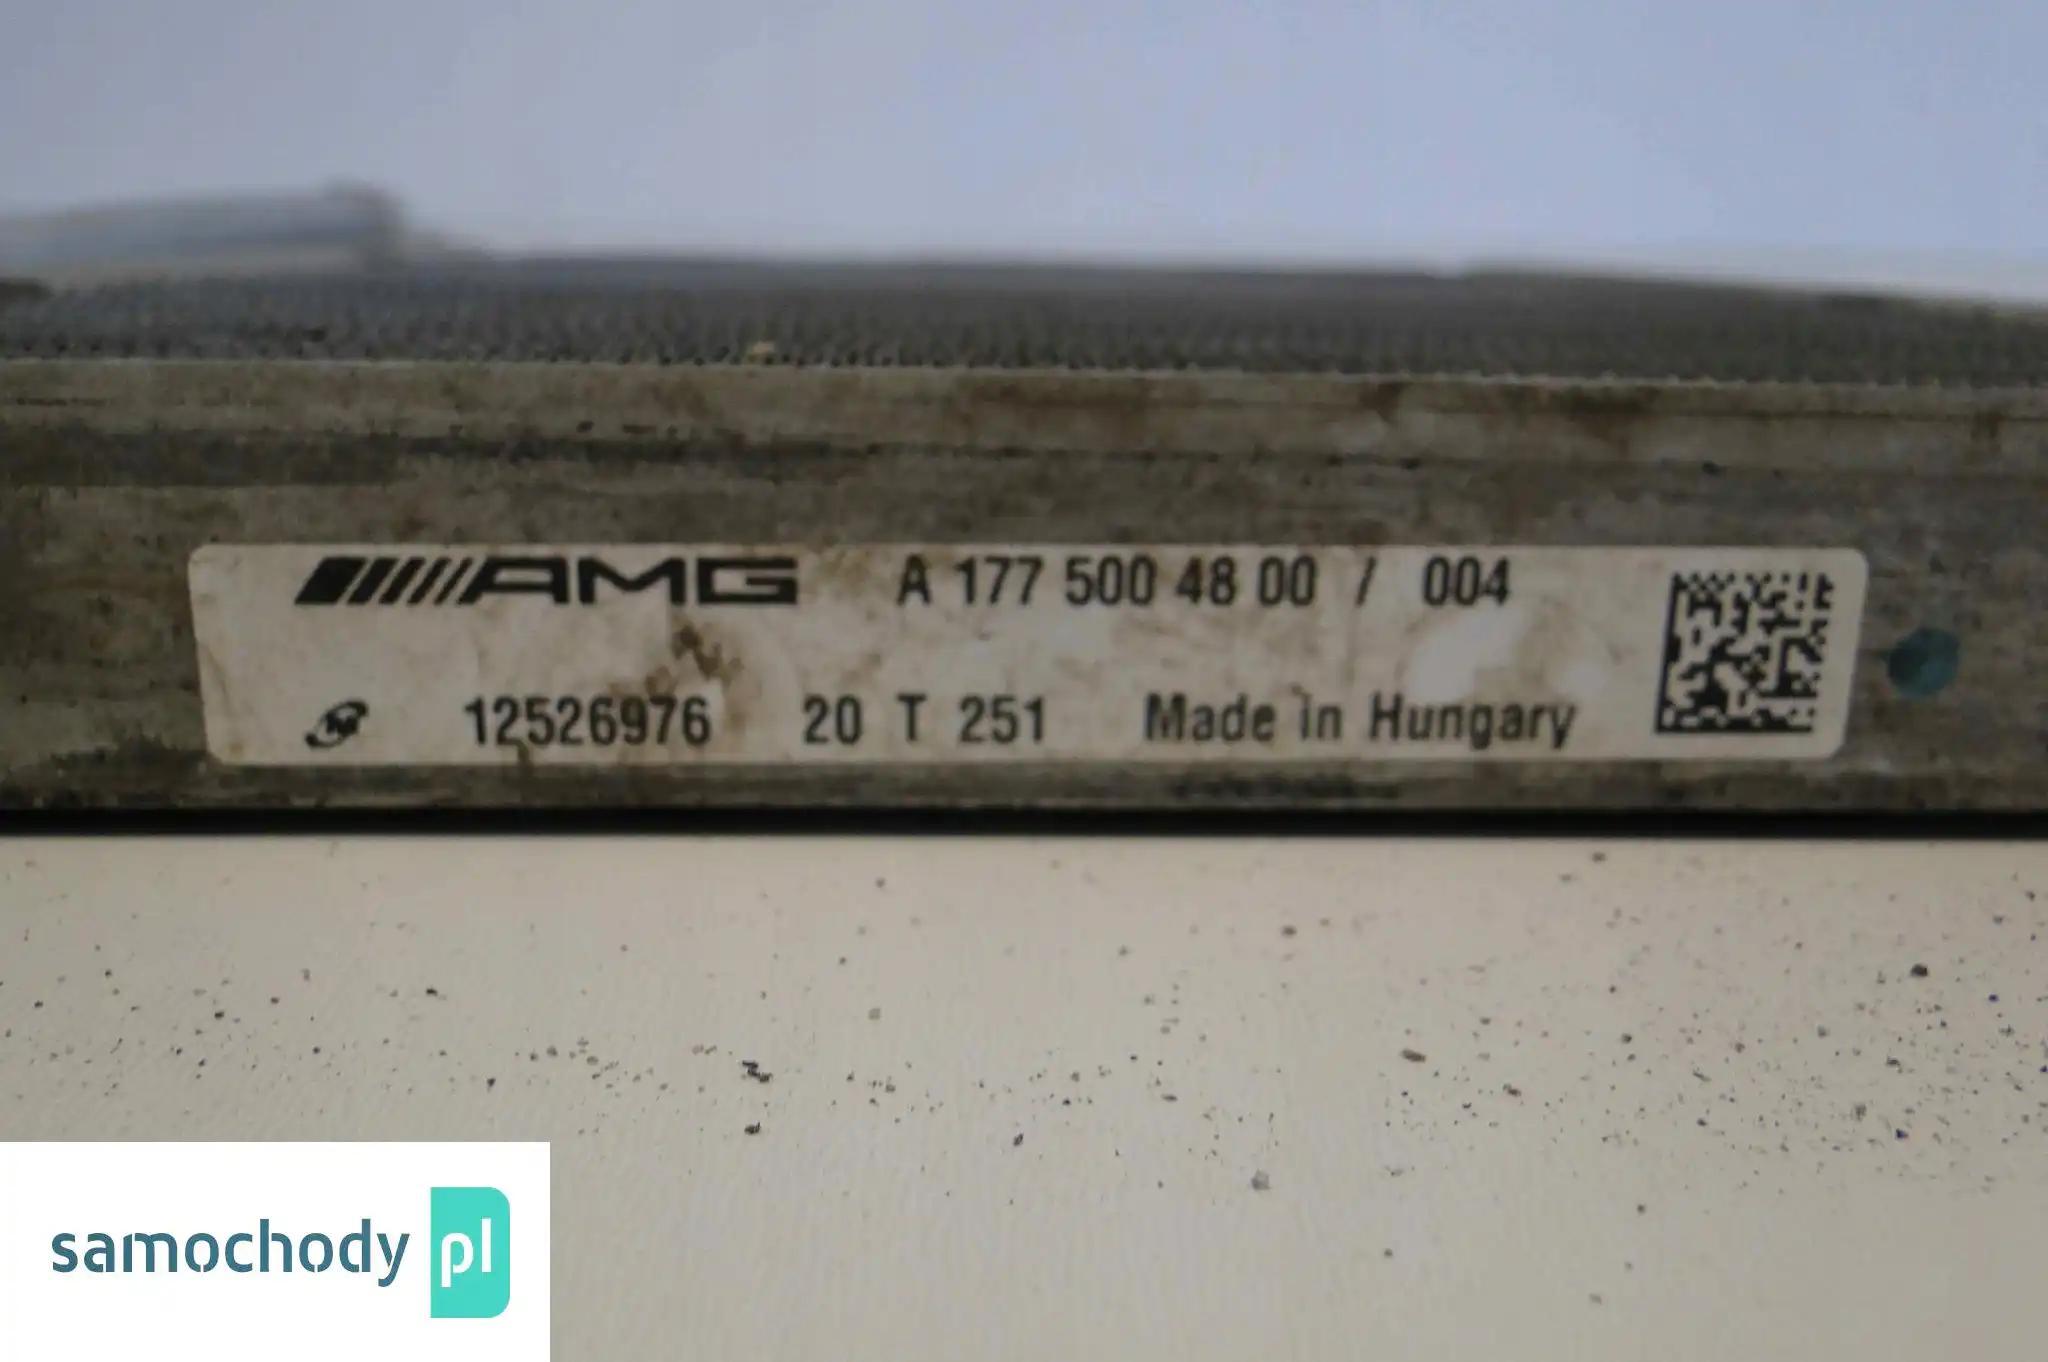 AMG A 177 500 48 00 / 004
12526976 20 T 251 Made in Hungary
samochody pl